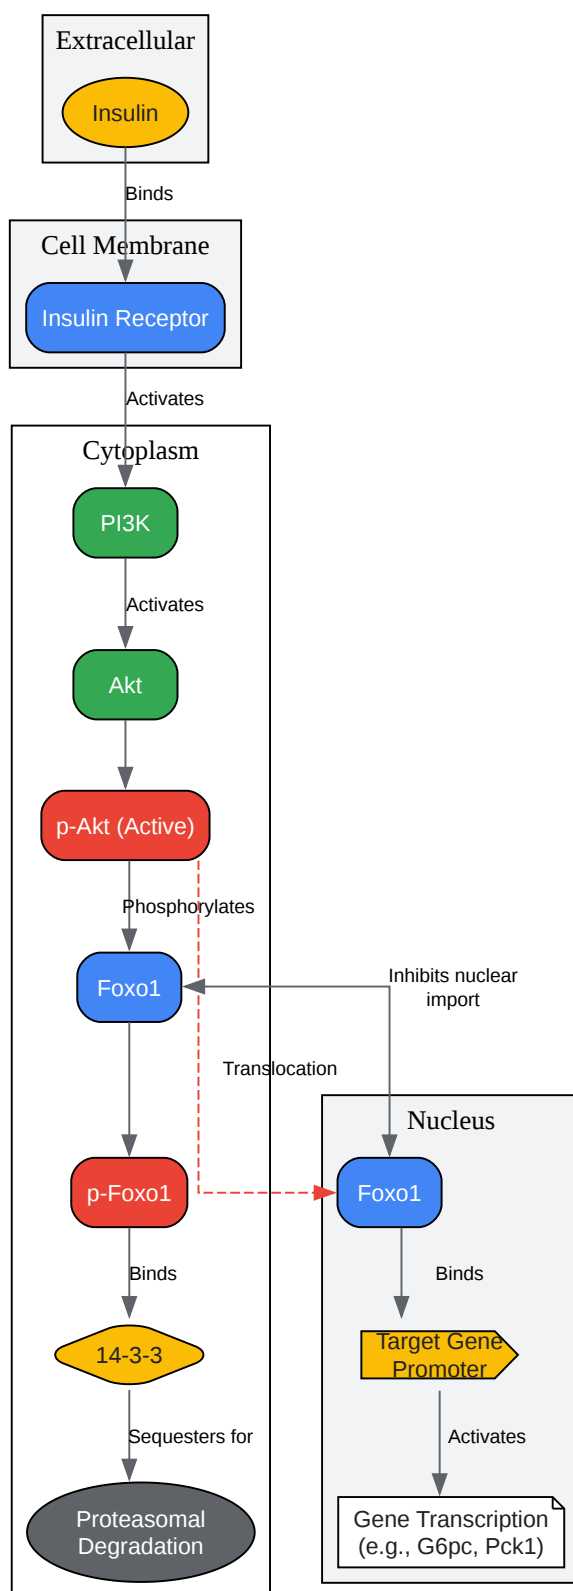 Extracellular
Insulin
Binds
Cell Membrane
Insulin Receptor
Activates
Cytoplasm
PI3K
Activates
Akt
p-Akt (Active)
Phosphorylates
Foxo1
Inhibits nuclear
import
Translocation
Nucleus
p-Foxo1
Foxo1
Binds
Binds
14-3-3
Target Gene
Promoter
Sequesters for
Activates
Proteasomal
Degradation
Gene Transcription
(e.g., G6pc, Pck1)